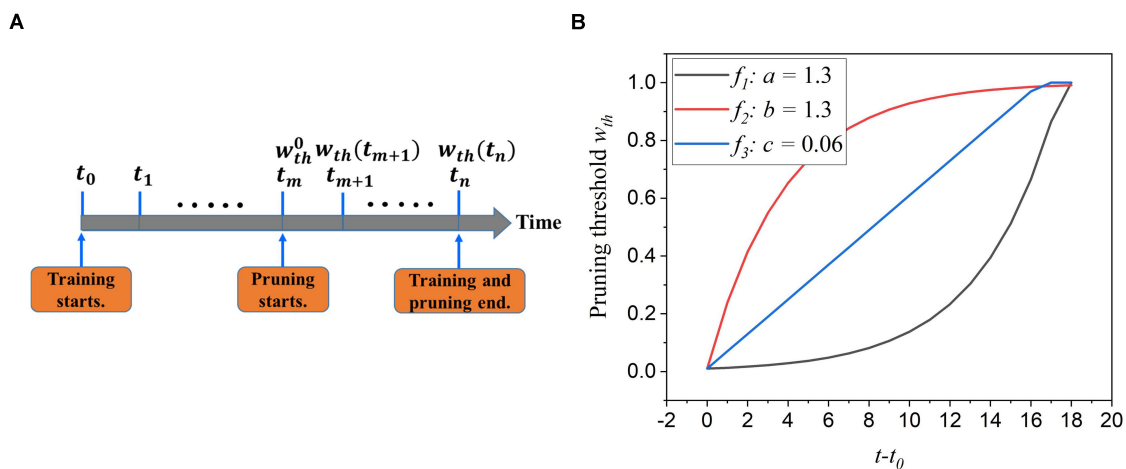 A
w⁰ₜₕ wₜₕ(tₘ₊₁) wₜₕ(tₙ)
t₀ t₁ ..... tₘ tₘ₊₁ ..... tₙ
Time
Training
starts.
Pruning
starts.
Training and
pruning end.
B
Pruning threshold wₜₕ
1.0
0.8
0.6
0.4
0.2
0.0
f₁: a = 1.3
f₂: b = 1.3
f₃: c = 0.06
-2 0 2 4 6 8 10 12 14 16 18 20
t-t₀